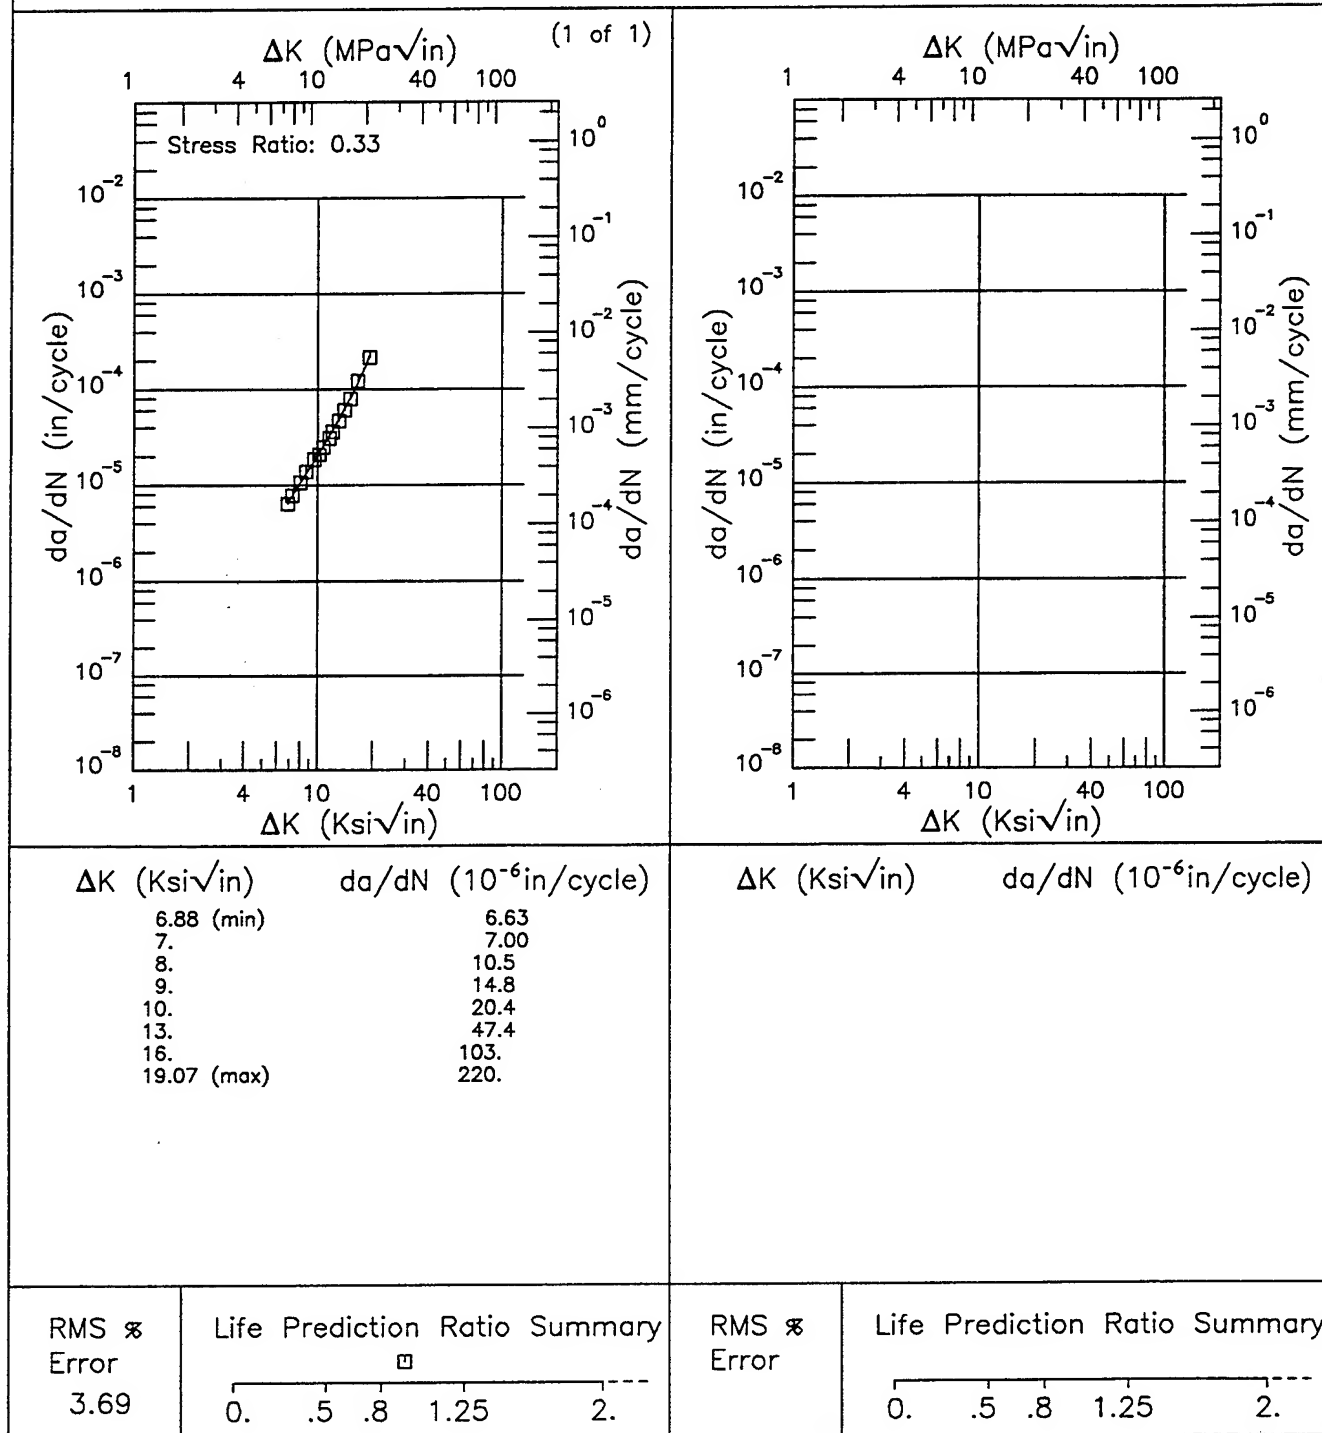 (1 of 1)
ΔK (MPa√in)
1 4 10 40 100
Stress Ratio: 0.33
da/dN (in/cycle)
10⁻²
10⁻³
10⁻⁴
10⁻⁵
10⁻⁶
10⁻⁷
10⁻⁸
10⁰
10⁻¹
10⁻²
10⁻³
10⁻⁴
10⁻⁵
10⁻⁶
da/dN (mm/cycle)
1 4 10 40 100
ΔK (Ksi√in)
ΔK (MPa√in)
1 4 10 40 100
da/dN (in/cycle)
10⁻²
10⁻³
10⁻⁴
10⁻⁵
10⁻⁶
10⁻⁷
10⁻⁸
10⁰
10⁻¹
10⁻²
10⁻³
10⁻⁴
10⁻⁵
10⁻⁶
da/dN (mm/cycle)
1 4 10 40 100
ΔK (Ksi√in)
ΔK (Ksi√in) da/dN (10⁻⁶in/cycle)
6.88 (min) 6.63
7. 7.00
8. 10.5
9. 14.8
10. 20.4
13. 47.4
16. 103.
19.07 (max) 220.
ΔK (Ksi√in) da/dN (10⁻⁶in/cycle)
RMS %
Error
3.69
Life Prediction Ratio Summary
0. .5 .8 1.25 2.
RMS %
Error
Life Prediction Ratio Summary
0. .5 .8 1.25 2.